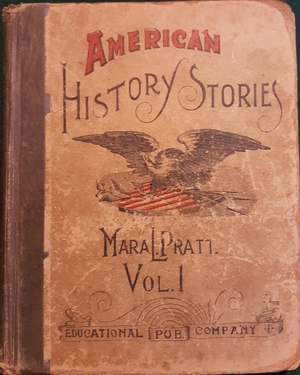 AMERICAN
HISTORY STORIES
MARA L. PRATT.
VOL. I
EDUCATIONAL PUB. COMPANY